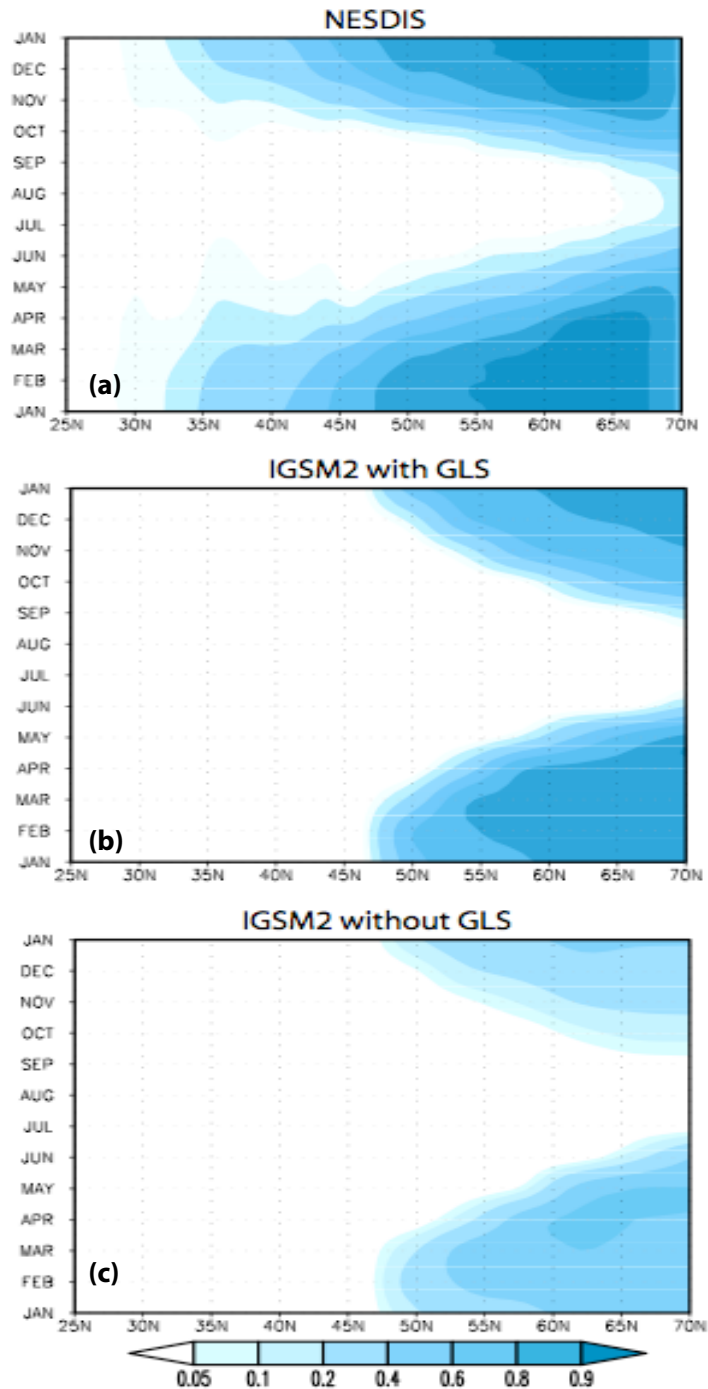 NESDIS
JAN
DEC
NOV
OCT
SEP
AUG
JUL
JUN
MAY
APR
MAR
FEB
JAN
(a)
25N 30N 35N 40N 45N 50N 55N 60N 65N 70N
IGSM2 with GLS
JAN
DEC
NOV
OCT
SEP
AUG
JUL
JUN
MAY
APR
MAR
FEB
JAN
(b)
25N 30N 35N 40N 45N 50N 55N 60N 65N 70N
IGSM2 without GLS
JAN
DEC
NOV
OCT
SEP
AUG
JUL
JUN
MAY
APR
MAR
FEB
JAN
(c)
25N 30N 35N 40N 45N 50N 55N 60N 65N 70N
0.05 0.1 0.2 0.4 0.6 0.8 0.9